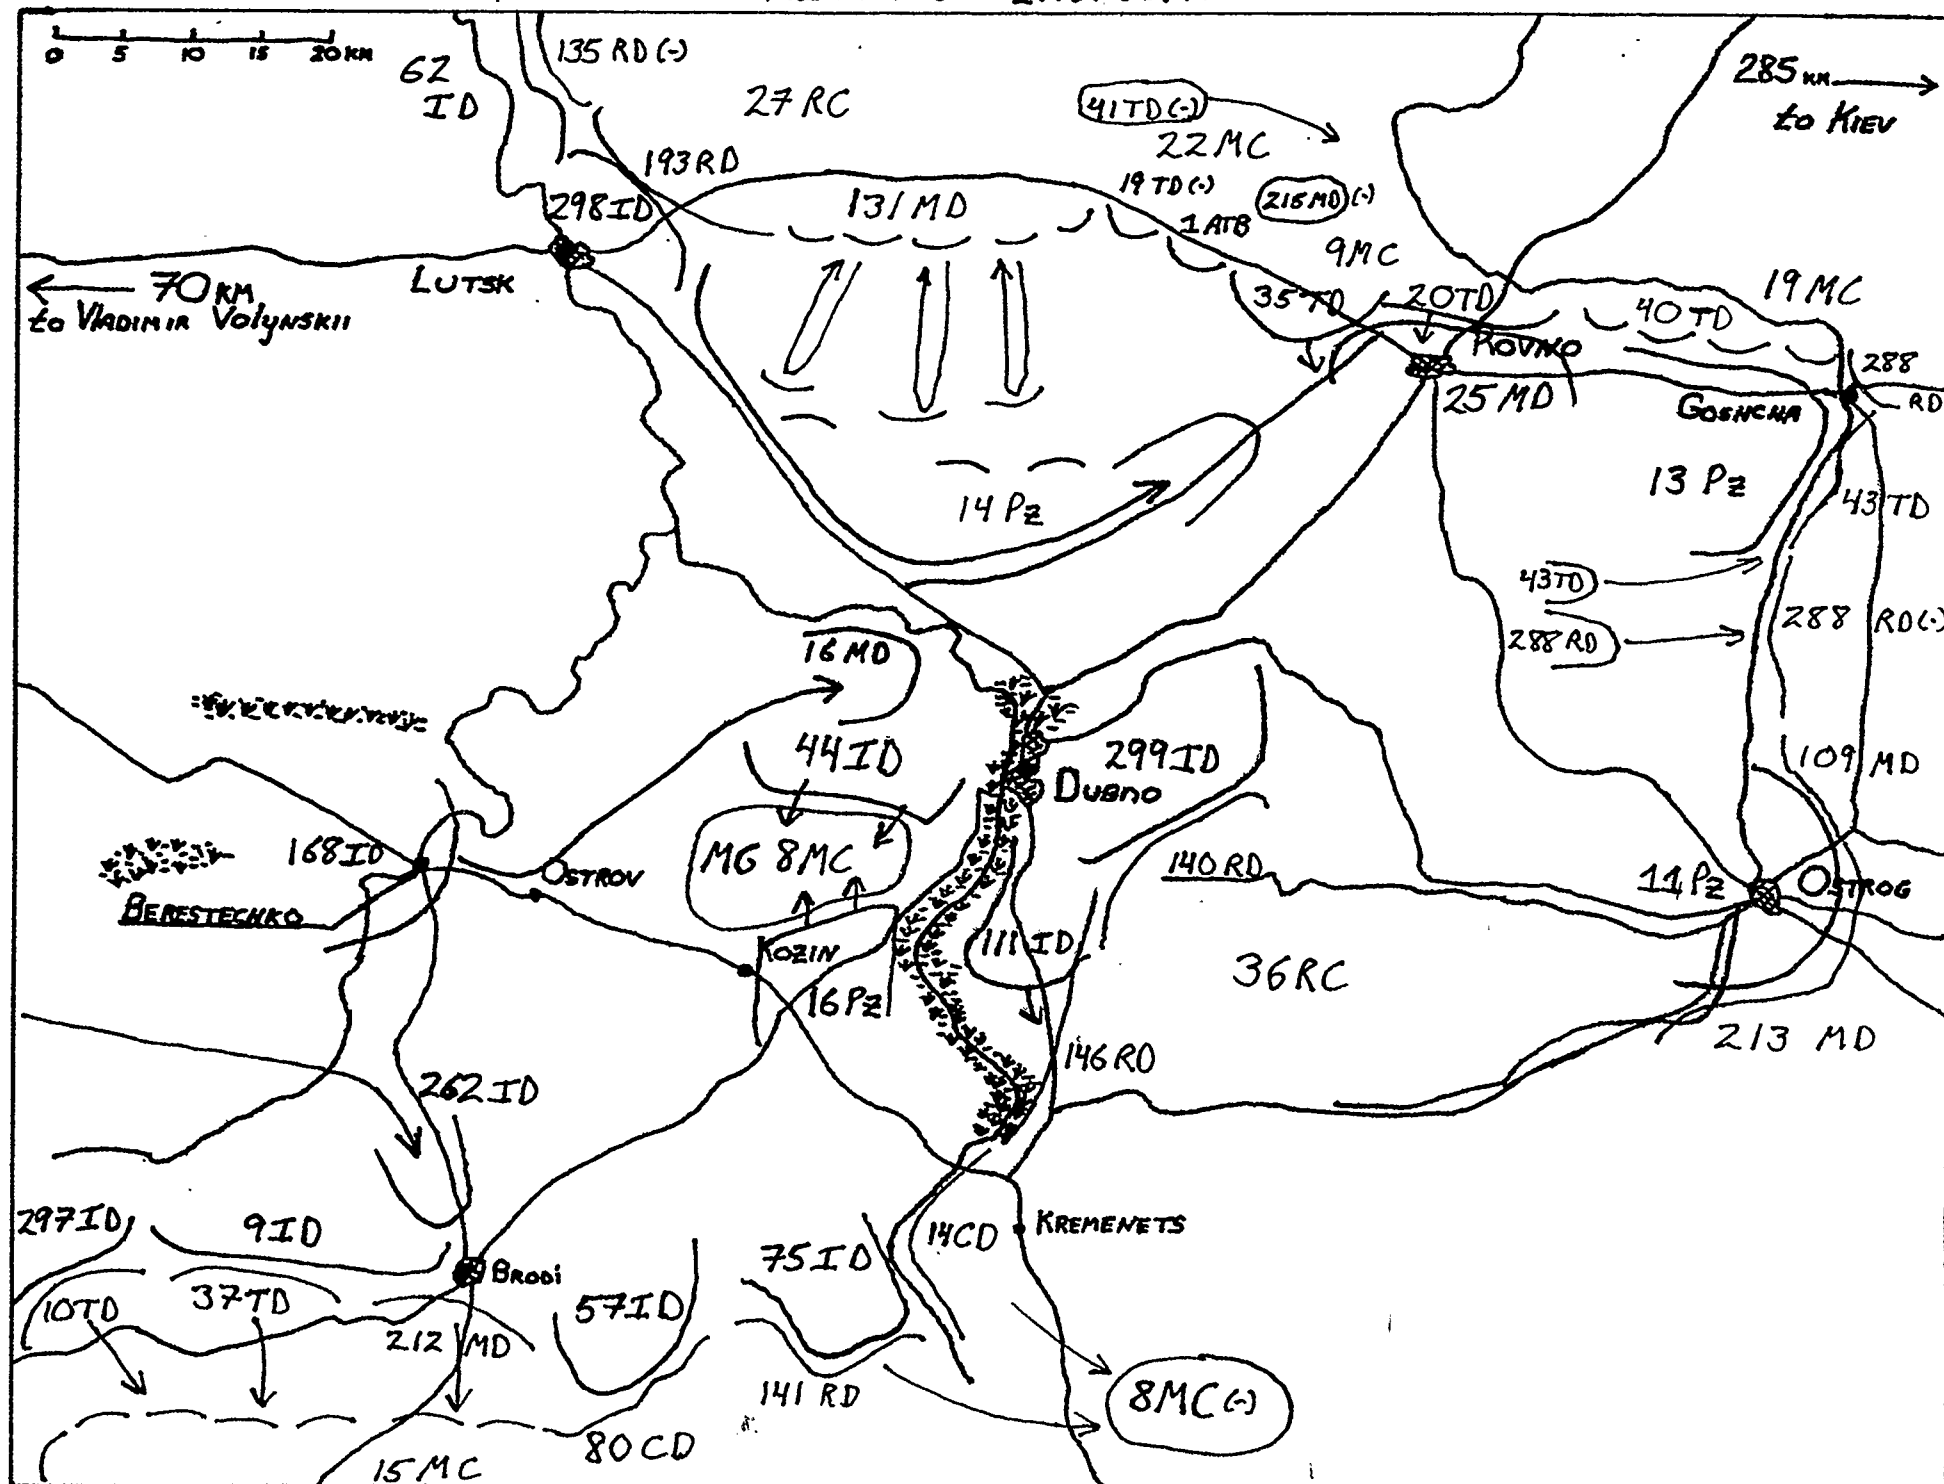 0 5 10 15 20 KM
62
ID
135 RD (-)
27 RC
41 TD (-)
22 MC
285 KM
to KIEV
193 RD
298 ID
131 MD
19 TD (-)
215 MD (-)
1 ATB
9 MC
35 TD
20 TD
19 MC
40 TD
LUTSK
70 KM
to VLADIMIR VOLYNSKII
ROVNO
25 MD
288
RD
GOSHCHA
13 Pz
43 TD
14 Pz
43 TD
288 RD
288 RD (-)
16 MD
44 ID
299 ID
DUBNO
109 MD
168 ID
OSTROV
MG 8MC
140 RD
11 Pz
OSTROG
BERESTECHKO
KOZIN
111 ID
36 RC
16 Pz
213 MD
146 RD
262 ID
297 ID
9 ID
14 CD
KREMENETS
75 ID
BRODI
10 TD
37 TD
57 ID
212 MD
141 RD
8MC (-)
80 CD
15 MC